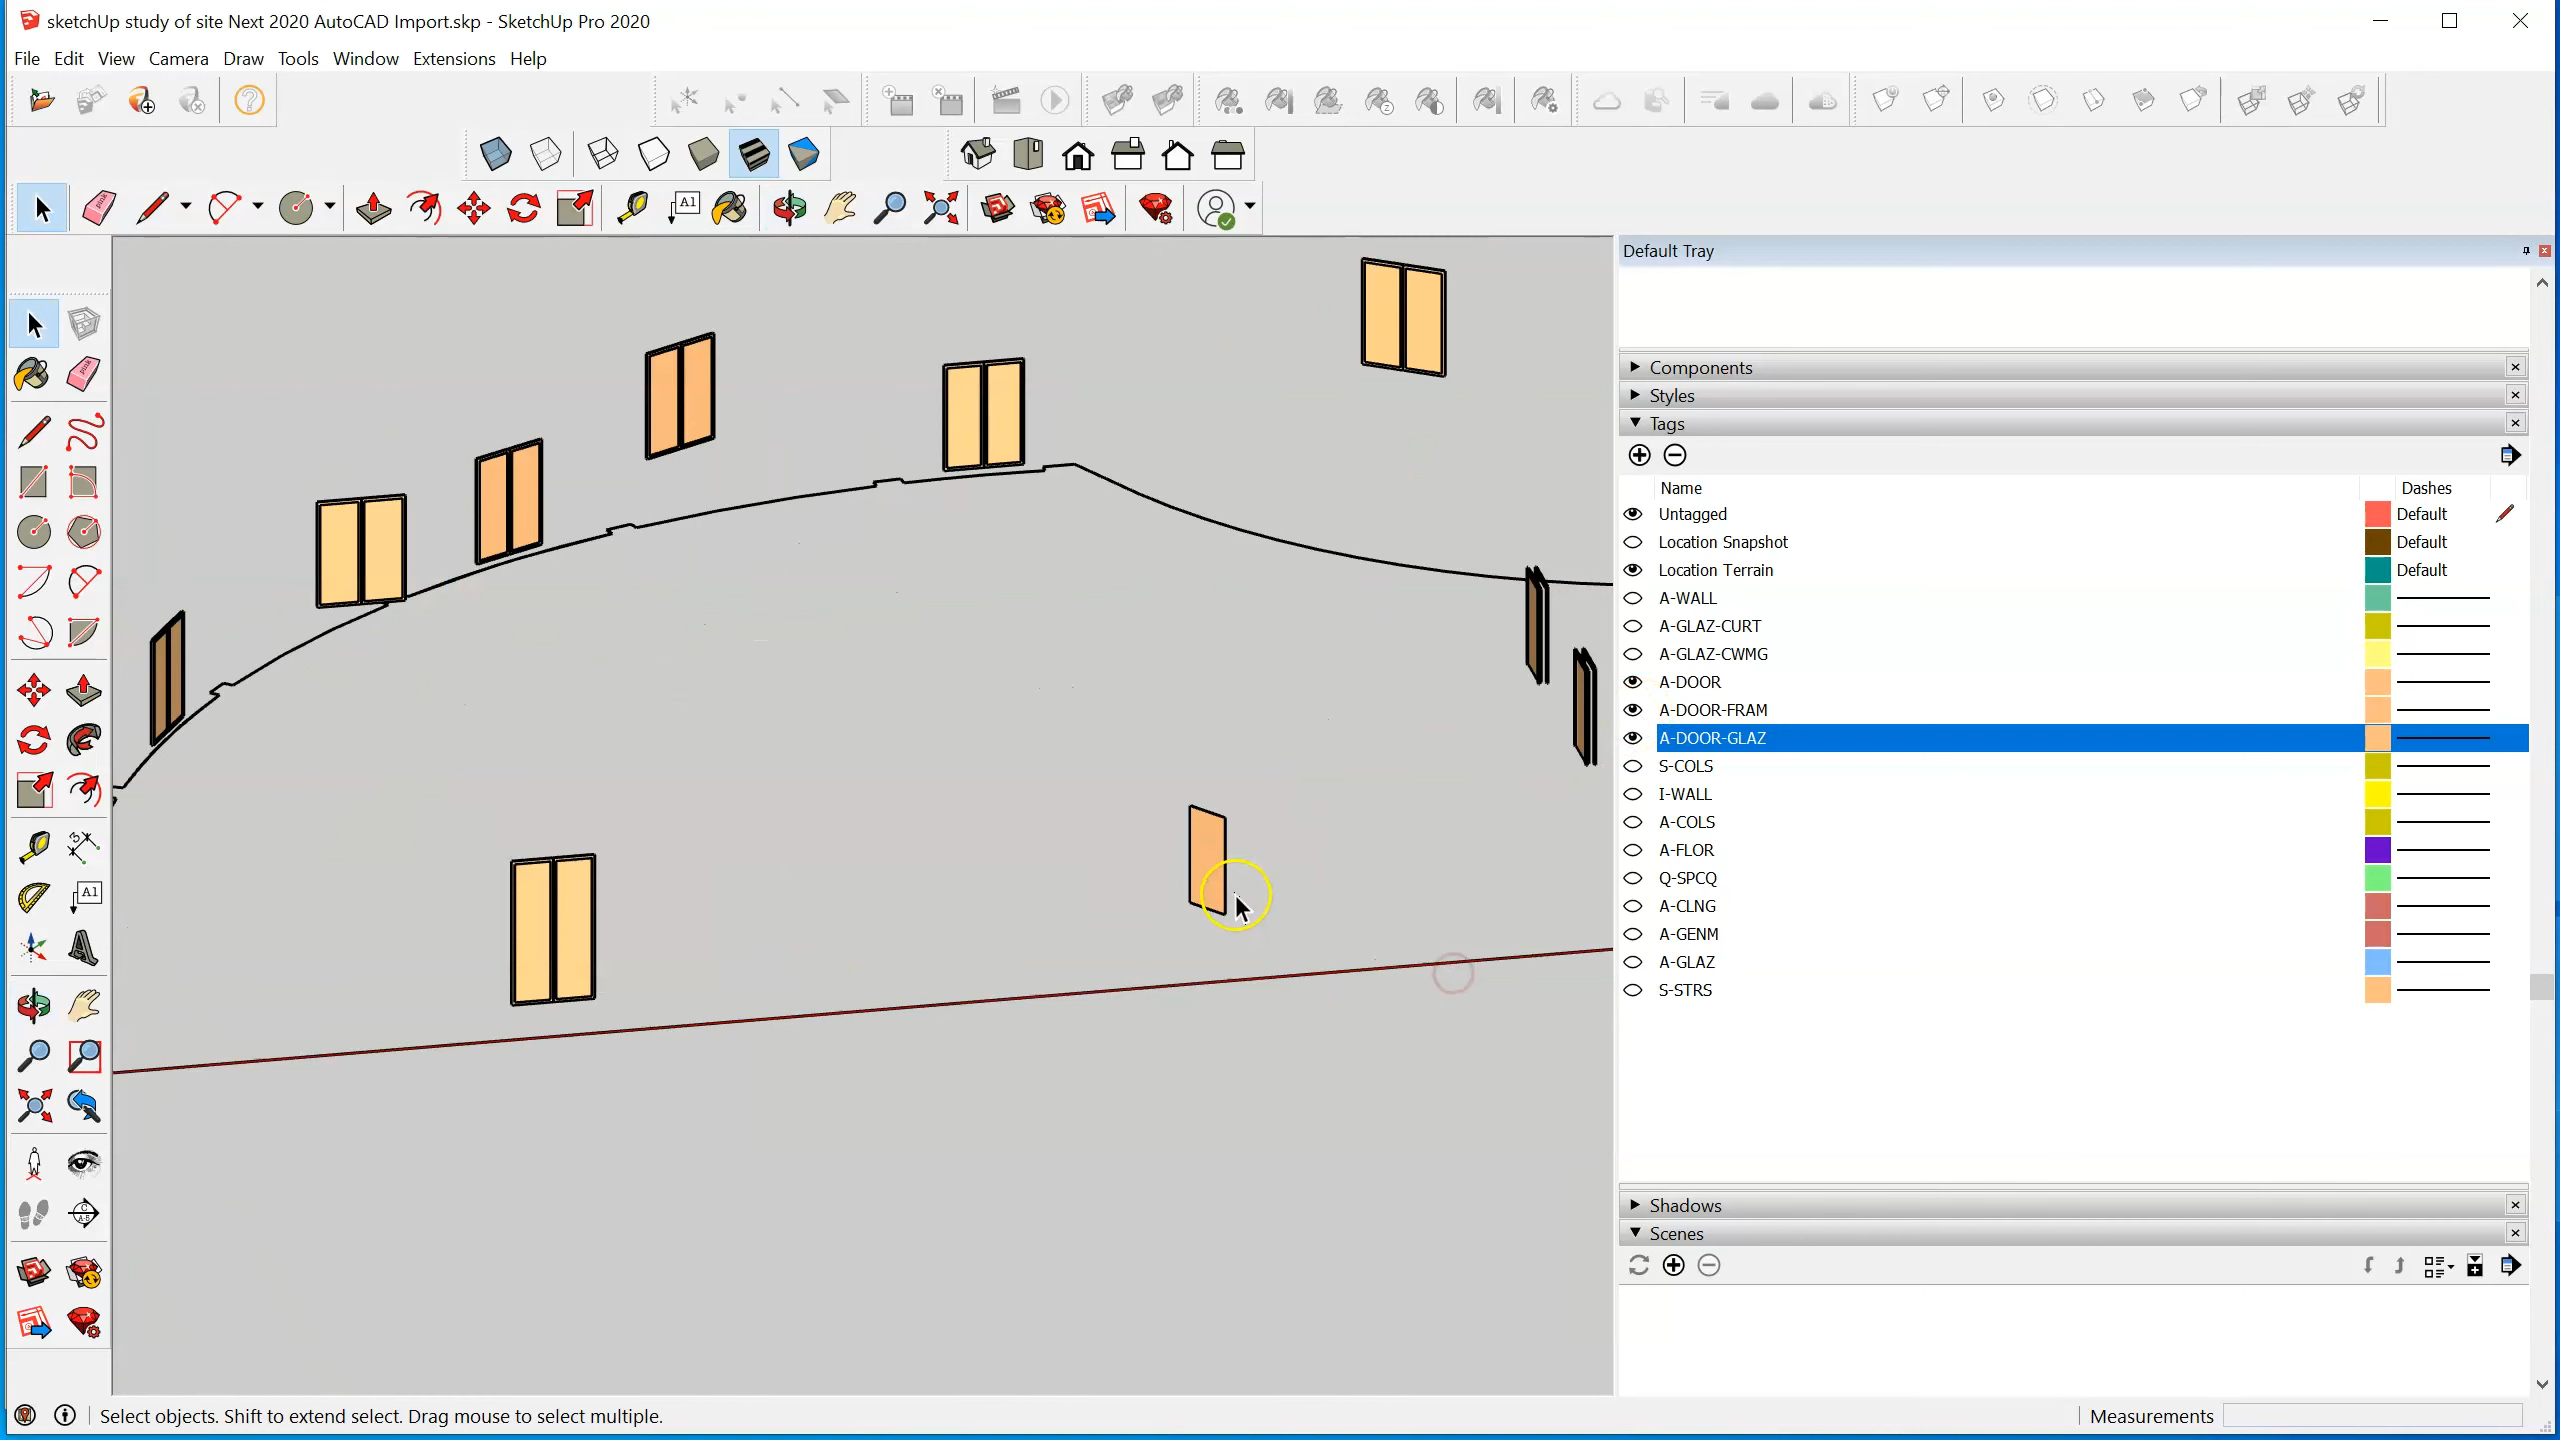 sketchUp study of site Next 2020 AutoCAD Import.skp - SketchUp Pro 2020
File Edit View Camera Draw Tools Window Extensions Help
Default Tray
Components
Styles
Tags
Name Dashes
Untagged Default
Location Snapshot Default
Location Terrain Default
A-WALL
A-GLAZ-CURT
A-GLAZ-CWMG
A-DOOR
A-DOOR-FRAM
A-DOOR-GLAZ
S-COLS
I-WALL
A-COLS
A-FLOR
Q-SPCQ
A-CLNG
A-GENM
A-GLAZ
S-STRS
Shadows
Scenes
Select objects. Shift to extend select. Drag mouse to select multiple.
Measurements